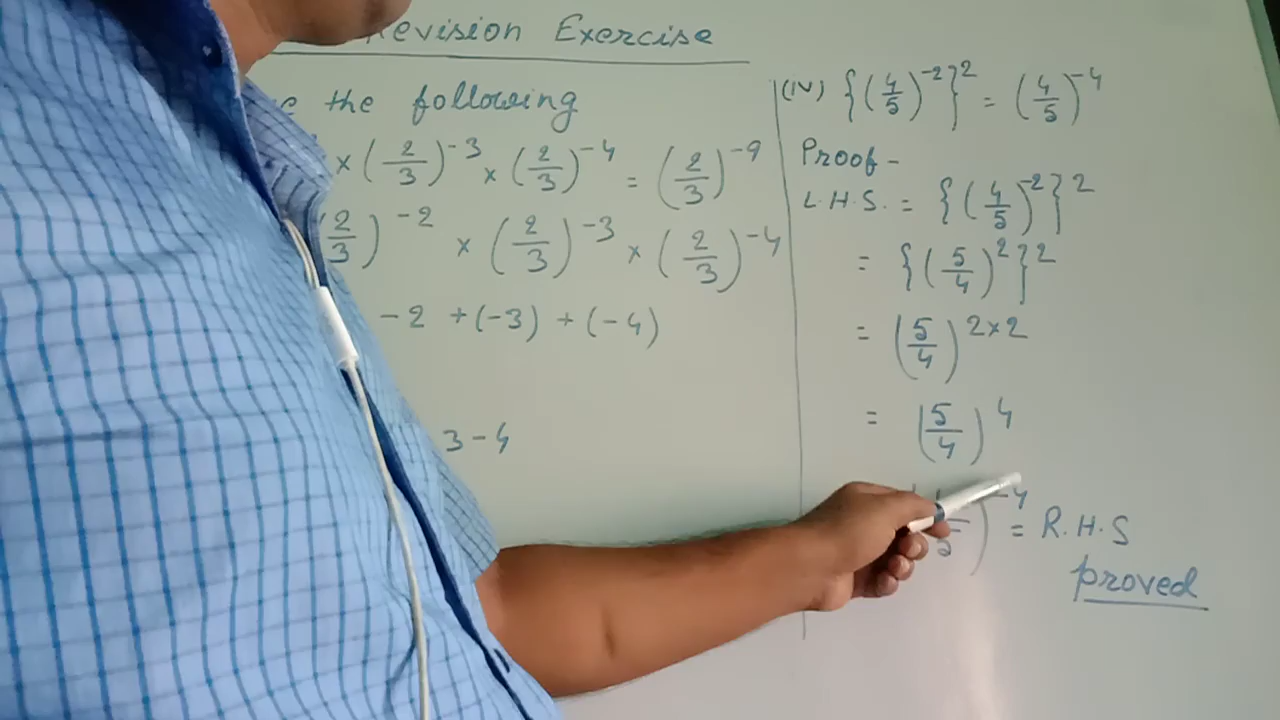 Revision Exercise
the following
× (2/3)^-3 × (2/3)^-4 = (2/3)^-9
(2/3)^-2 × (2/3)^-3 × (2/3)^-4
-2 + (-3) + (-4)
3 - 4
(IV) {(4/5)^-2}^2 = (4/5)^-4
Proof -
L.H.S. = {(4/5)^-2}^2
= {(5/4)^2}^2
= (5/4)^2×2
= (5/4)^4
)^-4 = R.H.S
proved